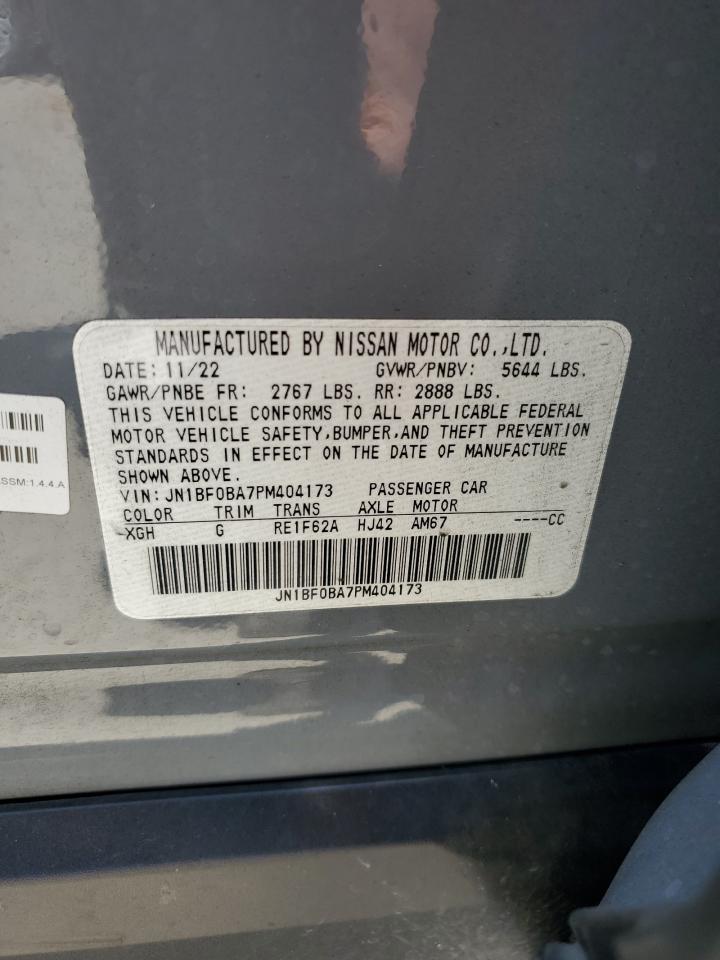 MANUFACTURED BY NISSAN MOTOR CO.,LTD.
DATE: 11/22 GVWR/PNBV: 5644 LBS.
GAWR/PNBE FR: 2767 LBS. RR: 2888 LBS.
THIS VEHICLE CONFORMS TO ALL APPLICABLE FEDERAL
MOTOR VEHICLE SAFETY,BUMPER,AND THEFT PREVENTION
STANDARDS IN EFFECT ON THE DATE OF MANUFACTURE
SHOWN ABOVE.
VIN: JN1BF0BA7PM404173 PASSENGER CAR
COLOR TRIM TRANS AXLE MOTOR
XGH G RE1F62A HJ42 AM67 ----CC
JN1BF0BA7PM404173
ASSM:1.4.4.A